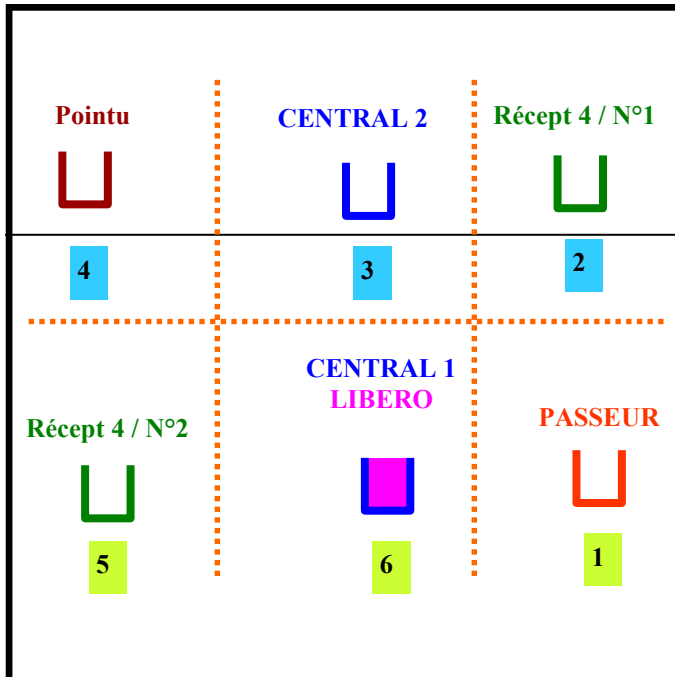 Pointu
CENTRAL 2
Récept 4 / N°1
4
3
2
CENTRAL 1
LIBERO
Récept 4 / N°2
PASSEUR
5
6
1